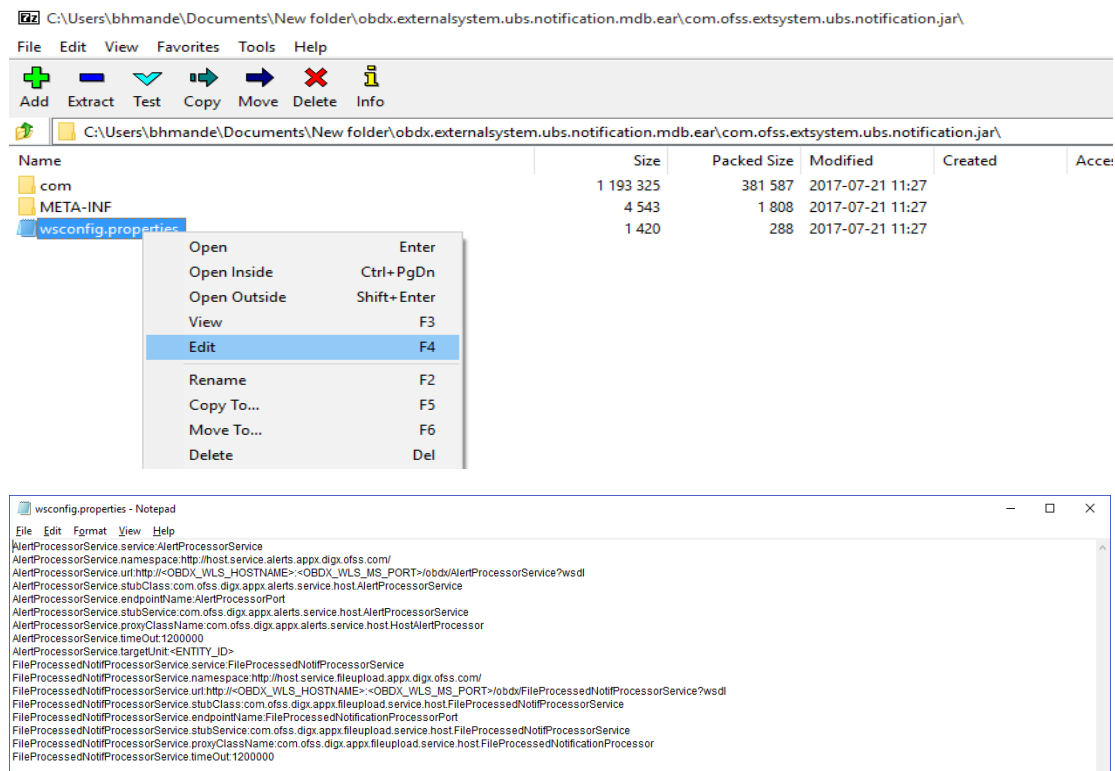 C:\Users\bhmande\Documents\New folder\obdx.externalsystem.ubs.notification.mdb.ear\com.ofss.extsystem.ubs.notification.jar\
File Edit View Favorites Tools Help
Add Extract Test Copy Move Delete Info
C:\Users\bhmande\Documents\New folder\obdx.externalsystem.ubs.notification.mdb.ear\com.ofss.extsystem.ubs.notification.jar\
Name Size Packed Size Modified Created Acces
com 1 193 325 381 587 2017-07-21 11:27
META-INF 4 543 1 808 2017-07-21 11:27
wsconfig.properties 1 420 288 2017-07-21 11:27
Open Enter
Open Inside Ctrl+PgDn
Open Outside Shift+Enter
View F3
Edit F4
Rename F2
Copy To... F5
Move To... F6
Delete Del
wsconfig.properties - Notepad
File Edit Format View Help
AlertProcessorService.service:AlertProcessorService
AlertProcessorService.namespace:http://host.service.alerts.appx.digx.ofss.com/
AlertProcessorService.url:http://<OBDX_WLS_HOSTNAME>:<OBDX_WLS_MS_PORT>/obdx/AlertProcessorService?wsdl
AlertProcessorService.stubClass:com.ofss.digx.appx.alerts.service.host.AlertProcessorService
AlertProcessorService.endpointName:AlertProcessorPort
AlertProcessorService.stubService:com.ofss.digx.appx.alerts.service.host.AlertProcessorService
AlertProcessorService.proxyClassName:com.ofss.digx.appx.alerts.service.host.HostAlertProcessor
AlertProcessorService.timeOut:1200000
AlertProcessorService.targetUnit:<ENTITY_ID>
FileProcessedNotifProcessorService.service:FileProcessedNotifProcessorService
FileProcessedNotifProcessorService.namespace:http://host.service.fileupload.appx.digx.ofss.com/
FileProcessedNotifProcessorService.url:http://<OBDX_WLS_HOSTNAME>:<OBDX_WLS_MS_PORT>/obdx/FileProcessedNotifProcessorService?wsdl
FileProcessedNotifProcessorService.stubClass:com.ofss.digx.appx.fileupload.service.host.FileProcessedNotifProcessorService
FileProcessedNotifProcessorService.endpointName:FileProcessedNotificationProcessorPort
FileProcessedNotifProcessorService.stubService:com.ofss.digx.appx.fileupload.service.host.FileProcessedNotifProcessorService
FileProcessedNotifProcessorService.proxyClassName:com.ofss.digx.appx.fileupload.service.host.FileProcessedNotificationProcessor
FileProcessedNotifProcessorService.timeOut:1200000